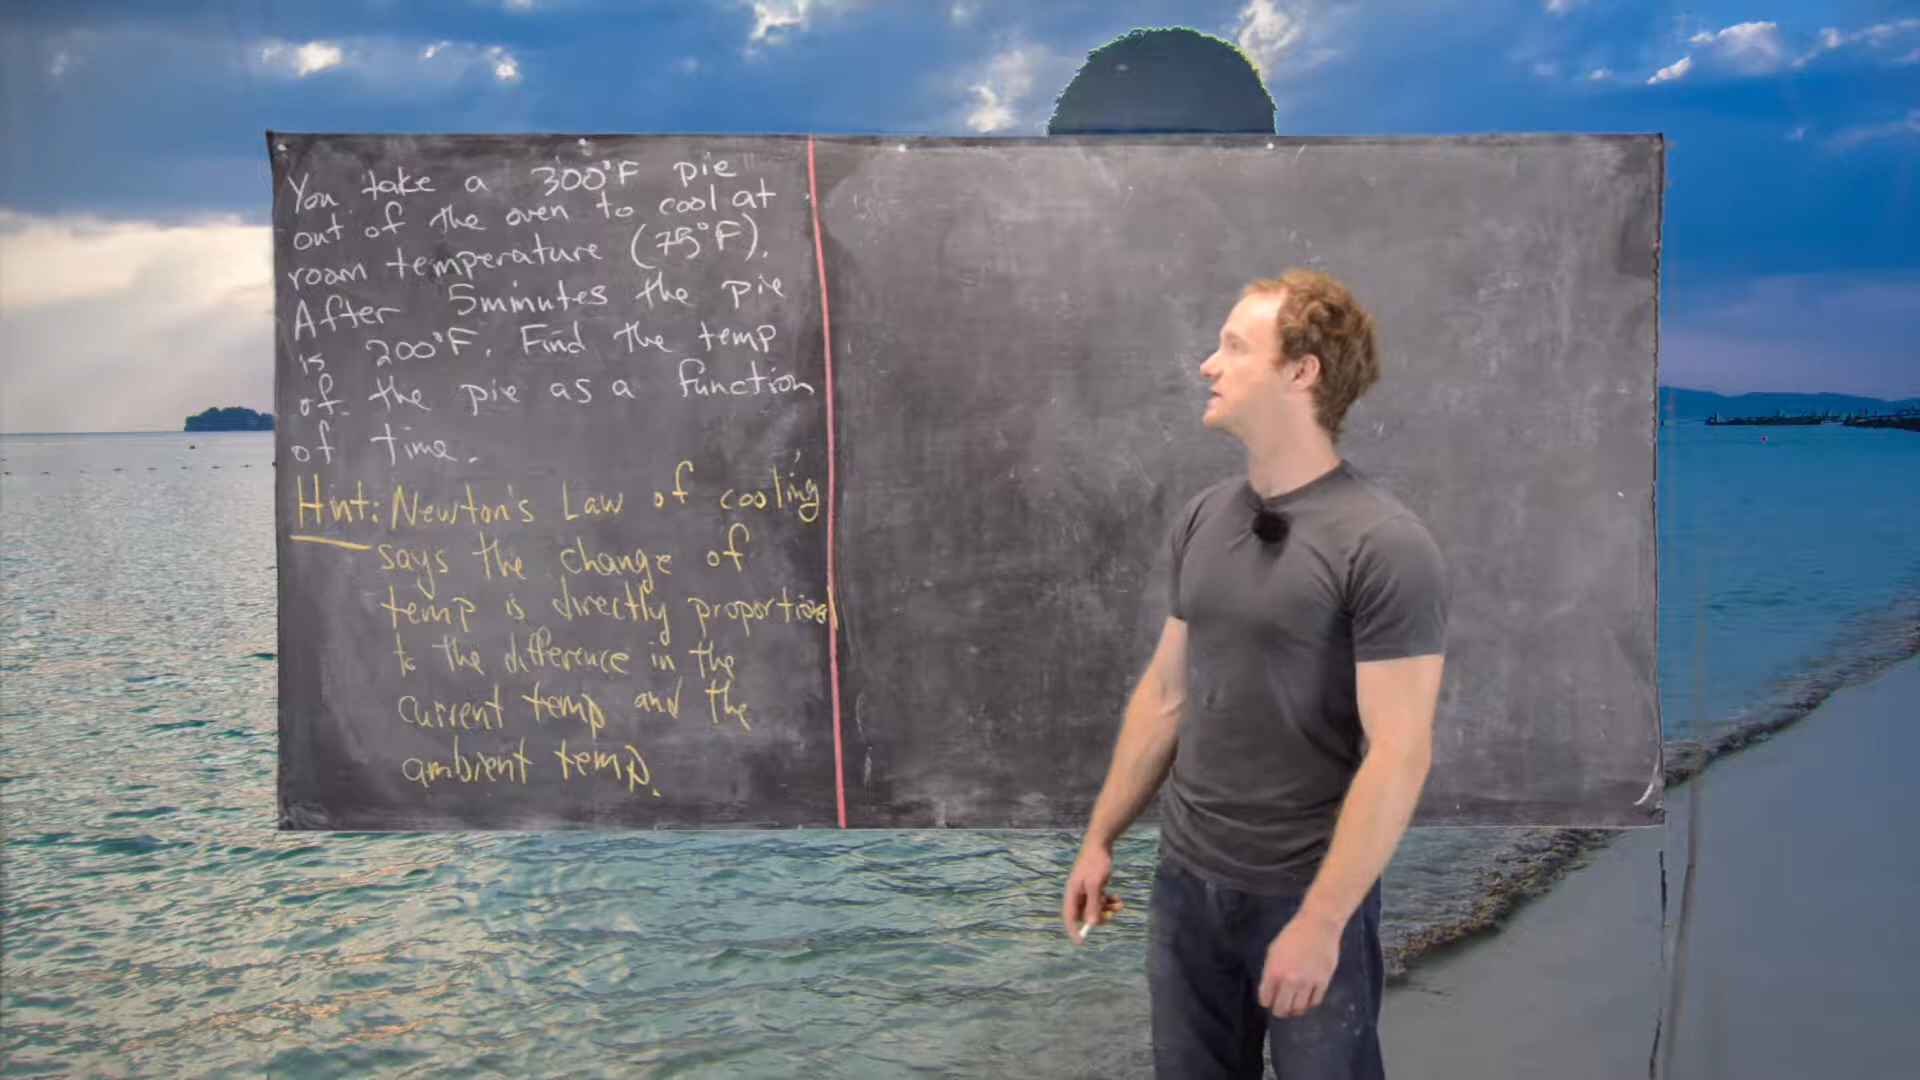 You take a 300°F pie
out of the oven to cool at
room temperature (75°F).
After 5minutes the pie
is 200°F. Find the temp
of the pie as a function
of time.
Hint: Newton's Law of cooling
says the change of
temp is directly proportional
to the difference in the
current temp and the
ambient temp.